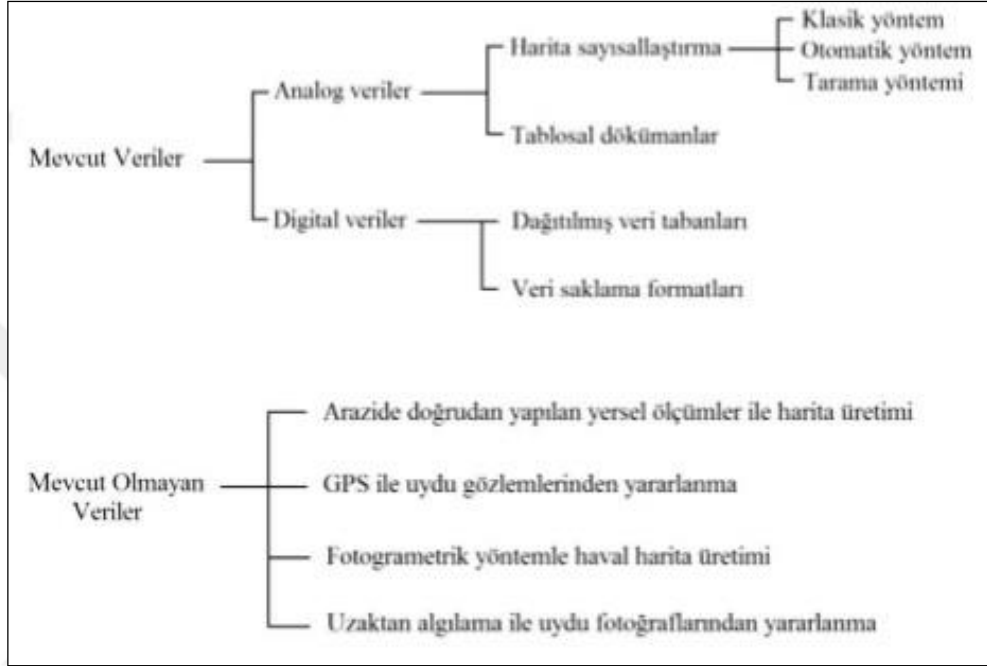 Klasik yöntem
Harita sayısallaştırma
Otomatik yöntem
Tarama yöntemi
Analog veriler
Tablosal dökümanlar
Mevcut Veriler
Digital veriler
Dağıtılmış veri tabanları
Veri saklama formatları
Arazide doğrudan yapılan yersel ölçümler ile harita üretimi
Mevcut Olmayan
Veriler
GPS ile uydu gözlemlerinden yararlanma
Fotogrametrik yöntemle haval harita üretimi
Uzaktan algılama ile uydu fotoğraflarından yararlanma